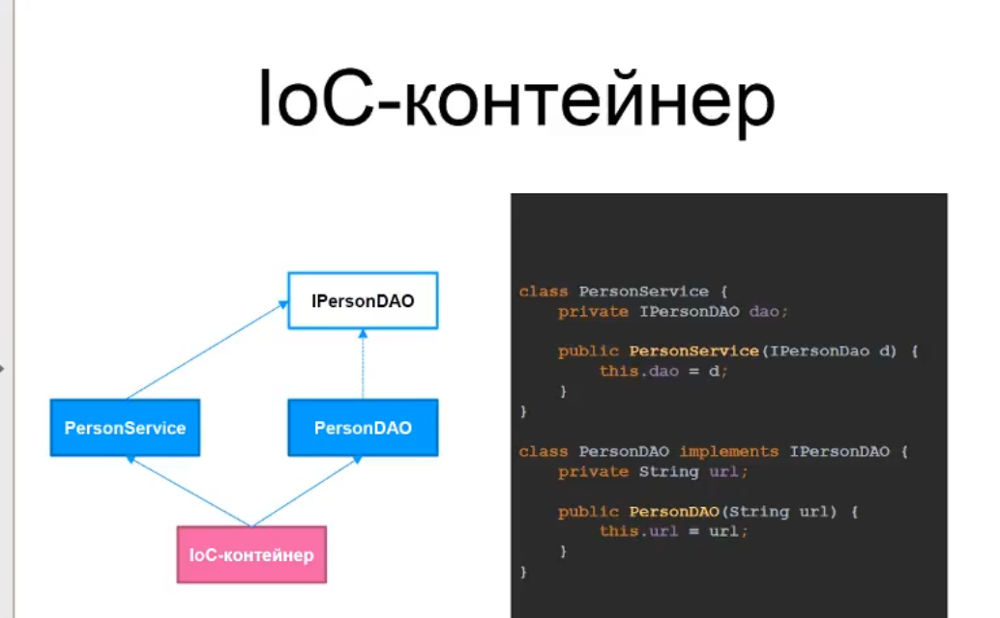 IoC-контейнер
IPersonDAO
PersonService
PersonDAO
IoC-контейнер
class PersonService {
    private IPersonDAO dao;

    public PersonService(IPersonDao d) {
        this.dao = d;
    }
}

class PersonDAO implements IPersonDAO {
    private String url;

    public PersonDAO(String url) {
        this.url = url;
    }
}